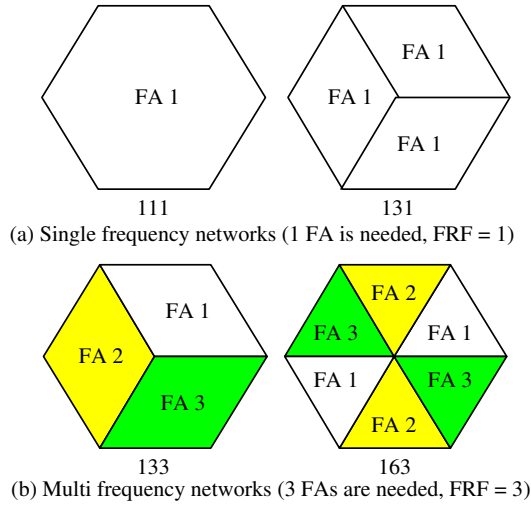 FA 1
FA 1
FA 1
FA 1
111
131
(a) Single frequency networks (1 FA is needed, FRF = 1)
FA 1
FA 2
FA 3
FA 2
FA 3
FA 1
FA 1
FA 3
FA 2
133
163
(b) Multi frequency networks (3 FAs are needed, FRF = 3)